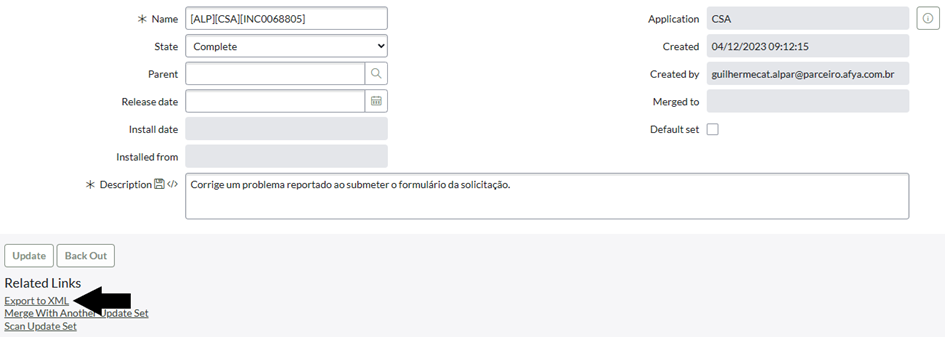 Name [ALP][CSA][INC0068805] Application CSA
State Complete Created 04/12/2023 09:12:15
Parent Created by guilhermecat.alpar@parceiro.afya.com.br
Release date Merged to
Install date Default set
Installed from
Description </> Corrige um problema reportado ao submeter o formulário da solicitação.
Update Back Out
Related Links
Export to XML
Merge With Another Update Set
Scan Update Set